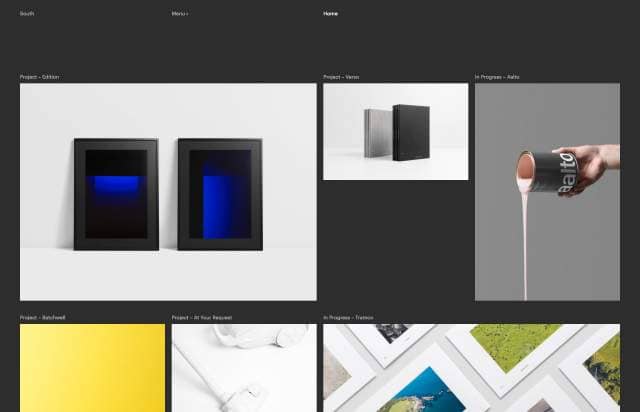 South
Menu+
Home
Project – Edition
Project – Verso
In Progress – Aalto
aalto
Project – Batchwell
Project – At Your Request
In Progress – Tramov